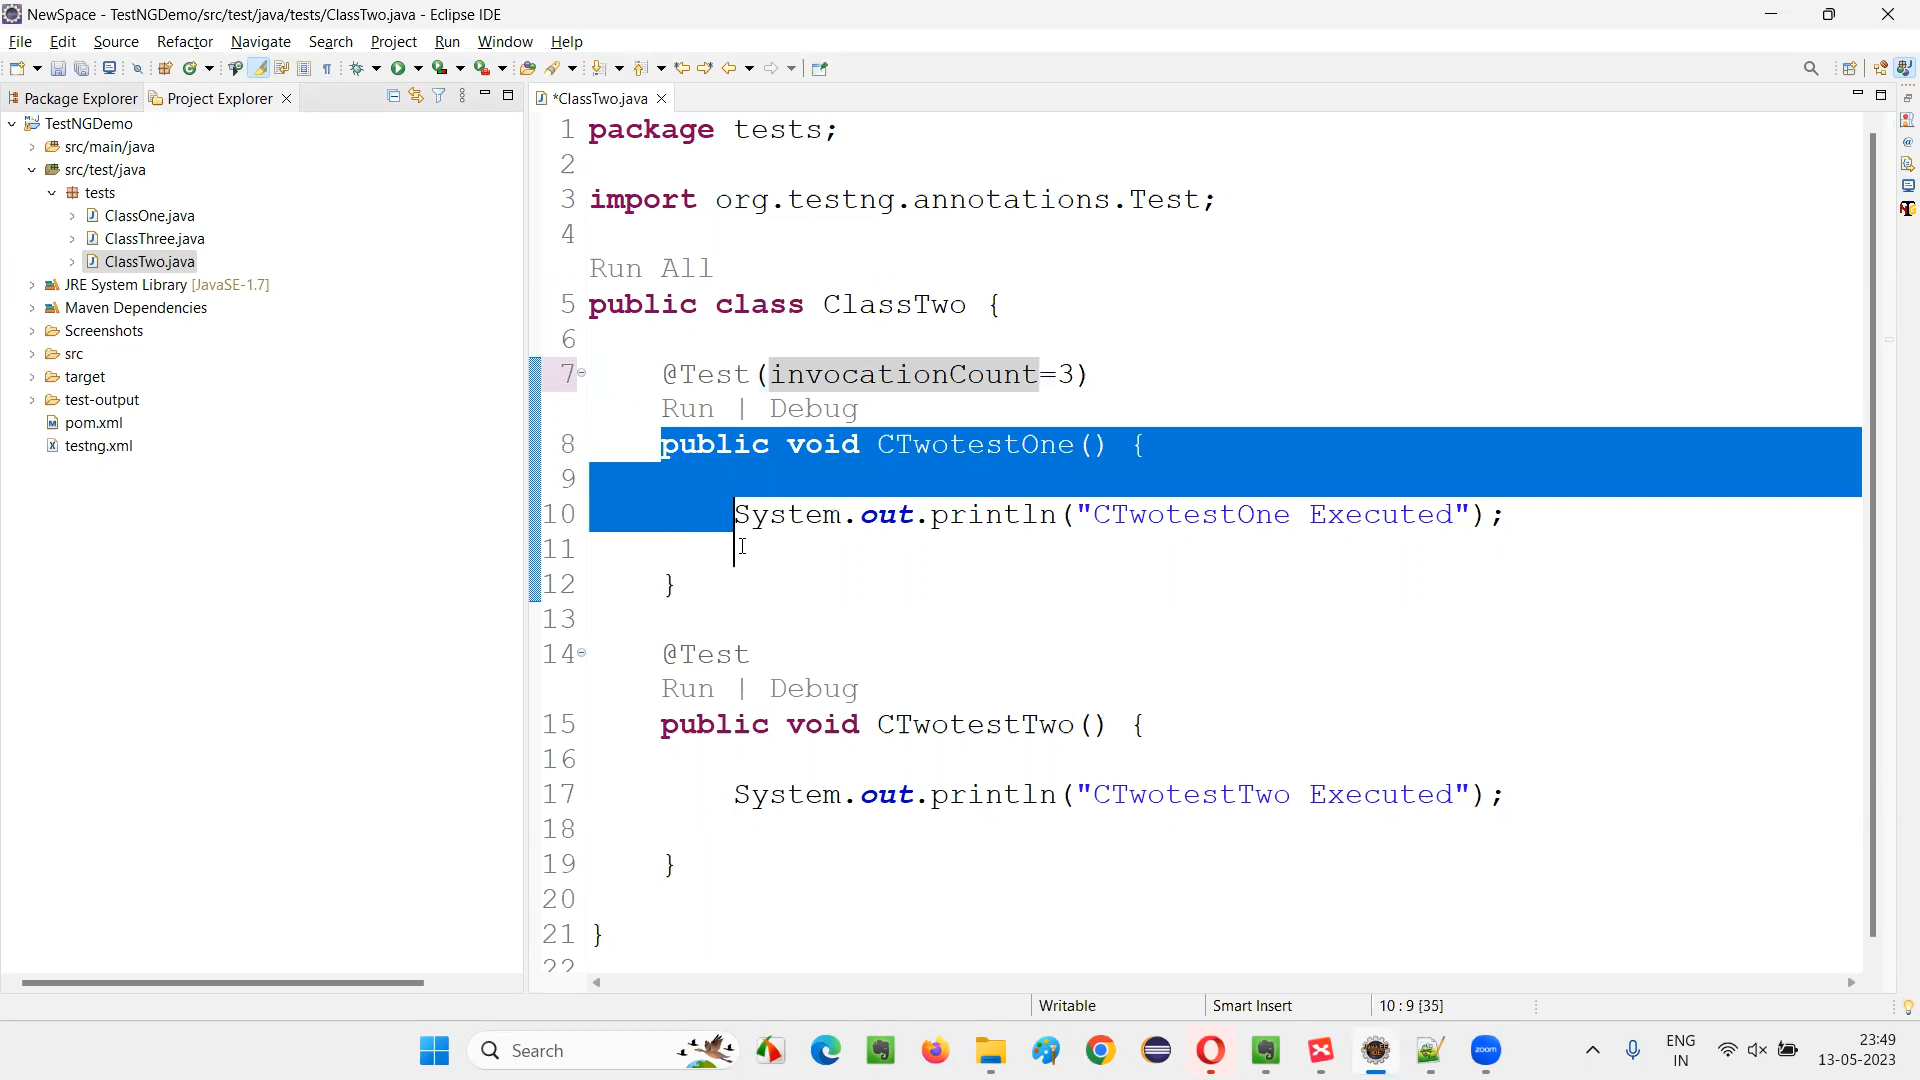 NewSpace - TestNGDemo/src/test/java/tests/ClassTwo.java - Eclipse IDE
File Edit Source Refactor Navigate Search Project Run Window Help
Package Explorer Project Explorer
*ClassTwo.java
TestNGDemo
src/main/java
src/test/java
tests
ClassOne.java
ClassThree.java
ClassTwo.java
JRE System Library [JavaSE-1.7]
Maven Dependencies
Screenshots
src
target
test-output
pom.xml
testng.xml
1 package tests;
2
3 import org.testng.annotations.Test;
4
Run All
5 public class ClassTwo {
6
7 @Test(invocationCount=3)
Run | Debug
8 public void CTwotestOne() {
9
10 System.out.println("CTwotestOne Executed");
11
12 }
13
14 @Test
Run | Debug
15 public void CTwotestTwo() {
16
17 System.out.println("CTwotestTwo Executed");
18
19 }
20
21 }
22
Writable Smart Insert 10 : 9 [35]
Search
zoom
ENG
IN
23:49
13-05-2023